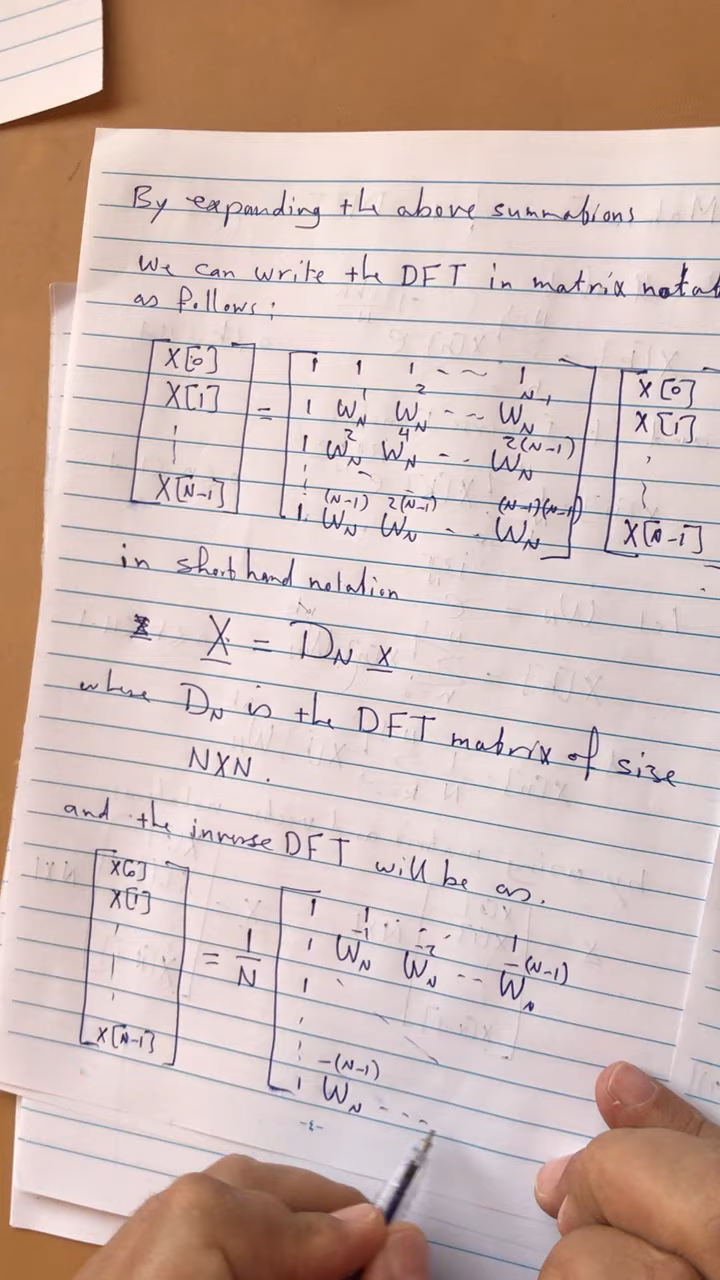 By expanding the above summations
We can write the DFT in matrix notat
as follows:
[X[0] X[1] ⋮ X[N-1]] = [1 1 1 -- 1; 1 W_N^1 W_N^2 -- W_N^{N-1}; 1 W_N^2 W_N^4 -- W_N^{2(N-1)}; ⋮; 1 W_N^{(N-1)} W_N^{2(N-1)} -- W_N^{(N-1)(N-1)}] [x[0] x[1] ⋮ x[N-1]]
in short hand notation
X = D_N x
where D_N is the DFT matrix of size
NXN.
and the inverse DFT will be as.
[x[0] x[1] ⋮ x[N-1]] = 1/N [1 1 -- 1; 1 W_N^{-1} W_N^{-2} -- W_N^{-(N-1)}; 1 ⋮; 1 W_N^{-(N-1)} ---